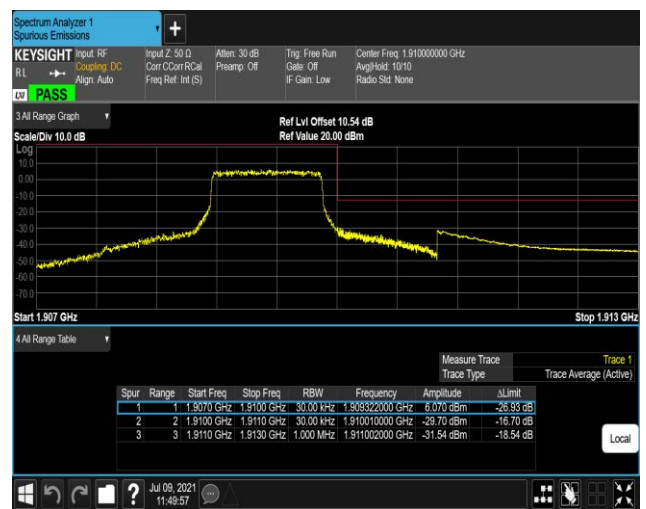 Spectrum Analyzer 1
Spurious Emissions
+
KEYSIGHT Input: RF Input Z: 50 Ω Atten: 30 dB Trig: Free Run Center Freq: 1.910000000 GHz
RL Coupling: DC Corr CCorr RCal Preamp: Off Gate: Off Avg|Hold: 10/10
Align: Auto Freq Ref: Int (S) IF Gain: Low Radio Std: None
LXI PASS
3 All Range Graph
Ref Lvl Offset 10.54 dB
Scale/Div 10.0 dB Ref Value 20.00 dBm
Log
10.0
0.00
-10.0
-20.0
-30.0
-40.0
-50.0
-60.0
-70.0
Start 1.907 GHz Stop 1.913 GHz
4 All Range Table
Measure Trace Trace 1
Trace Type Trace Average (Active)
Spur Range Start Freq Stop Freq RBW Frequency Amplitude ΔLimit
1 1 1.9070 GHz 1.9100 GHz 30.00 kHz 1.909322000 GHz 6.070 dBm -26.93 dB
2 2 1.9100 GHz 1.9110 GHz 30.00 kHz 1.910010000 GHz -29.70 dBm -16.70 dB
3 3 1.9110 GHz 1.9130 GHz 1.000 MHz 1.911002000 GHz -31.54 dBm -18.54 dB
Local
? Jul 09, 2021
11:49:57